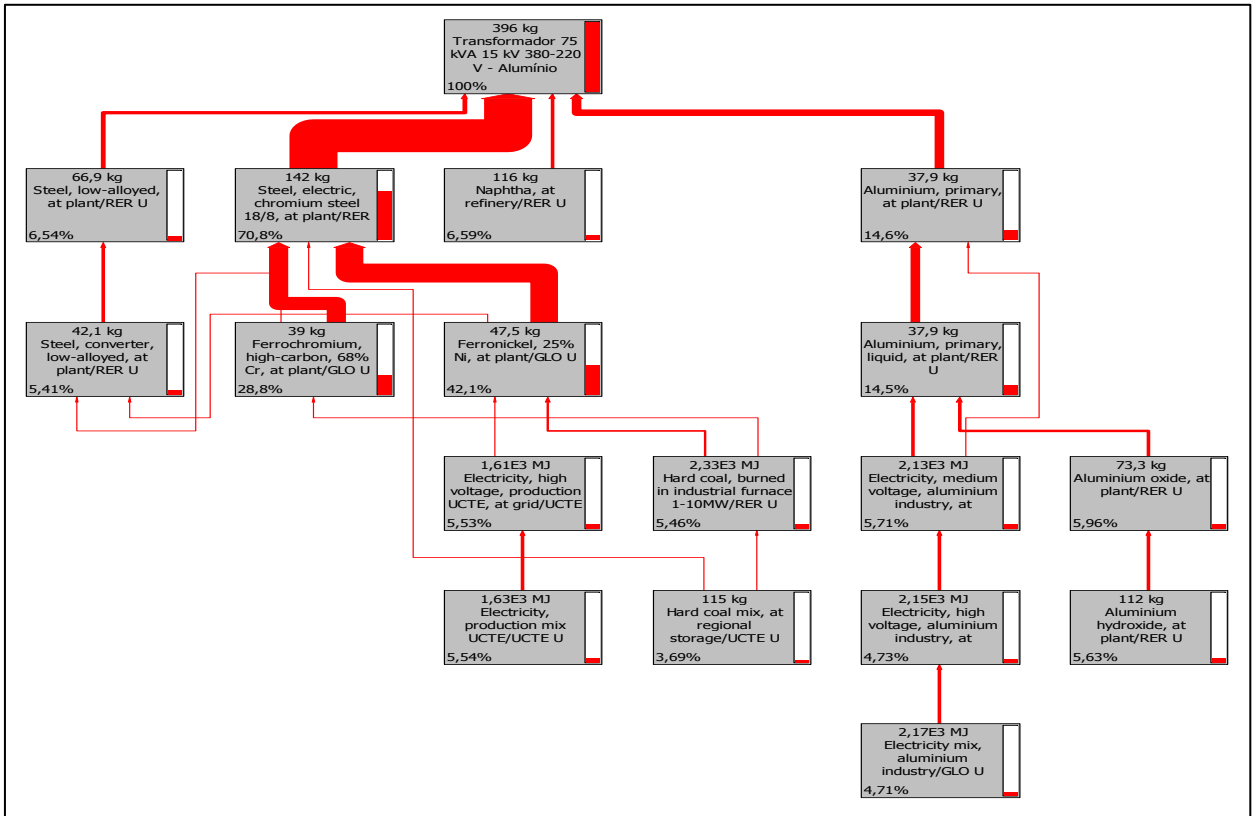 396 kg
Transformador 75
kVA 15 kV 380-220
V - Alumínio
100%
66,9 kg
Steel, low-alloyed,
at plant/RER U
6,54%
142 kg
Steel, electric,
chromium steel
18/8, at plant/RER
70,8%
116 kg
Naphtha, at
refinery/RER U
6,59%
37,9 kg
Aluminium, primary,
at plant/RER U
14,6%
42,1 kg
Steel, converter,
low-alloyed, at
plant/RER U
5,41%
39 kg
Ferrochromium,
high-carbon, 68%
Cr, at plant/GLO U
28,8%
47,5 kg
Ferronickel, 25%
Ni, at plant/GLO U
42,1%
37,9 kg
Aluminium, primary,
liquid, at plant/RER
U
14,5%
1,61E3 MJ
Electricity, high
voltage, production
UCTE, at grid/UCTE
5,53%
2,33E3 MJ
Hard coal, burned
in industrial furnace
1-10MW/RER U
5,46%
2,13E3 MJ
Electricity, medium
voltage, aluminium
industry, at
5,71%
73,3 kg
Aluminium oxide, at
plant/RER U
5,96%
1,63E3 MJ
Electricity,
production mix
UCTE/UCTE U
5,54%
115 kg
Hard coal mix, at
regional
storage/UCTE U
3,69%
2,15E3 MJ
Electricity, high
voltage, aluminium
industry, at
4,73%
112 kg
Aluminium
hydroxide, at
plant/RER U
5,63%
2,17E3 MJ
Electricity mix,
aluminium
industry/GLO U
4,71%